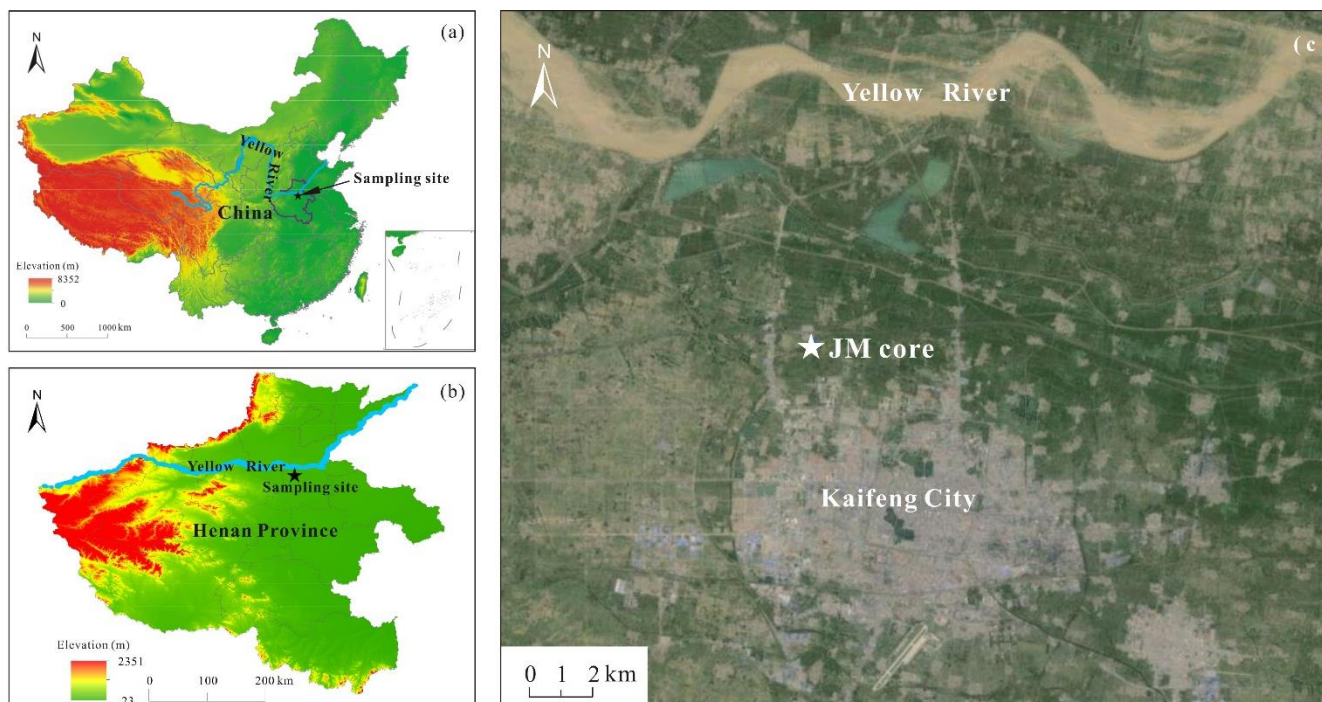 (a)
N
Yellow
River
Sampling site
China
Elevation (m)
8352
0
0 500 1000 km
(b)
N
Yellow River
Sampling site
Henan Province
Elevation (m)
2351
23
0 100 200 km
(c
N
Yellow River
JM core
Kaifeng City
0 1 2 km